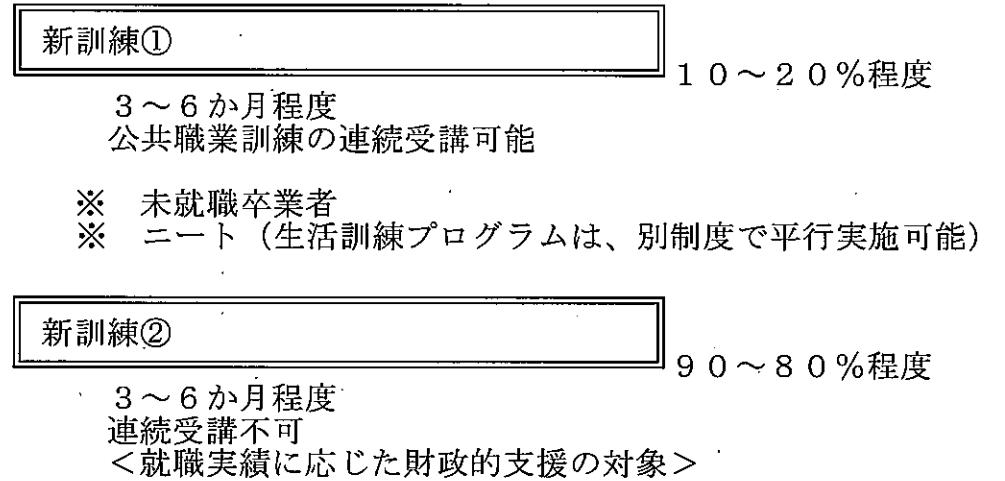 新訓練①
１０～２０％程度
３～６か月程度
公共職業訓練の連続受講可能
※　未就職卒業者
※　ニート（生活訓練プログラムは、別制度で平行実施可能）
新訓練②
９０～８０％程度
３～６か月程度
連続受講不可
＜就職実績に応じた財政的支援の対象＞